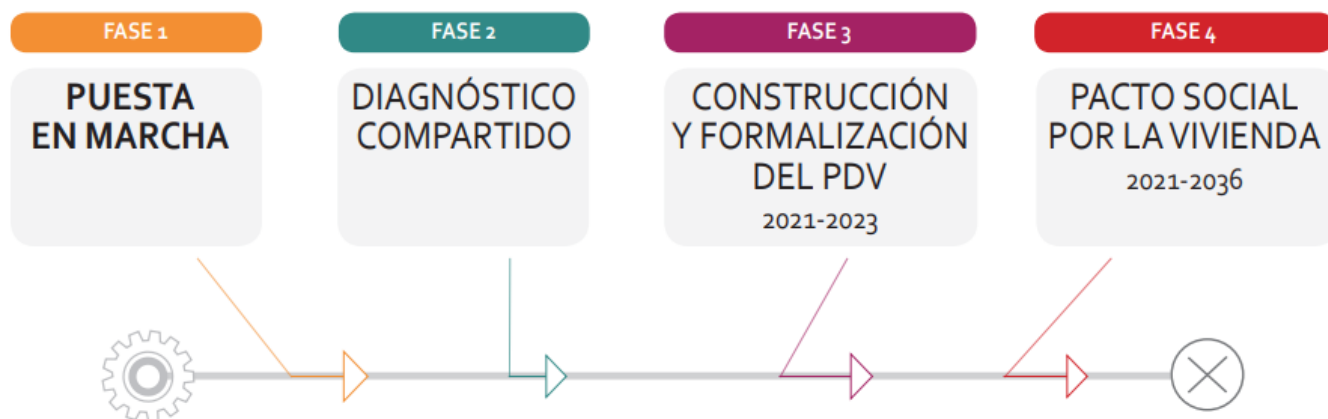 FASE 1
PUESTA
EN MARCHA
FASE 2
DIAGNÓSTICO
COMPARTIDO
FASE 3
CONSTRUCCIÓN
Y FORMALIZACIÓN
DEL PDV
2021-2023
FASE 4
PACTO SOCIAL
POR LA VIVIENDA
2021-2036